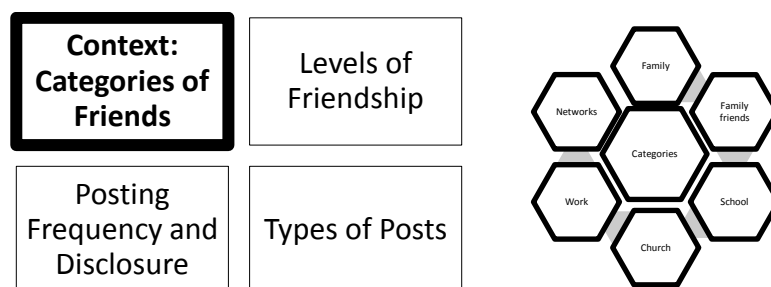 Context:
Categories of
Friends
Levels of
Friendship
Posting
Frequency and
Disclosure
Types of Posts
Family
Family
friends
School
Church
Work
Networks
Categories